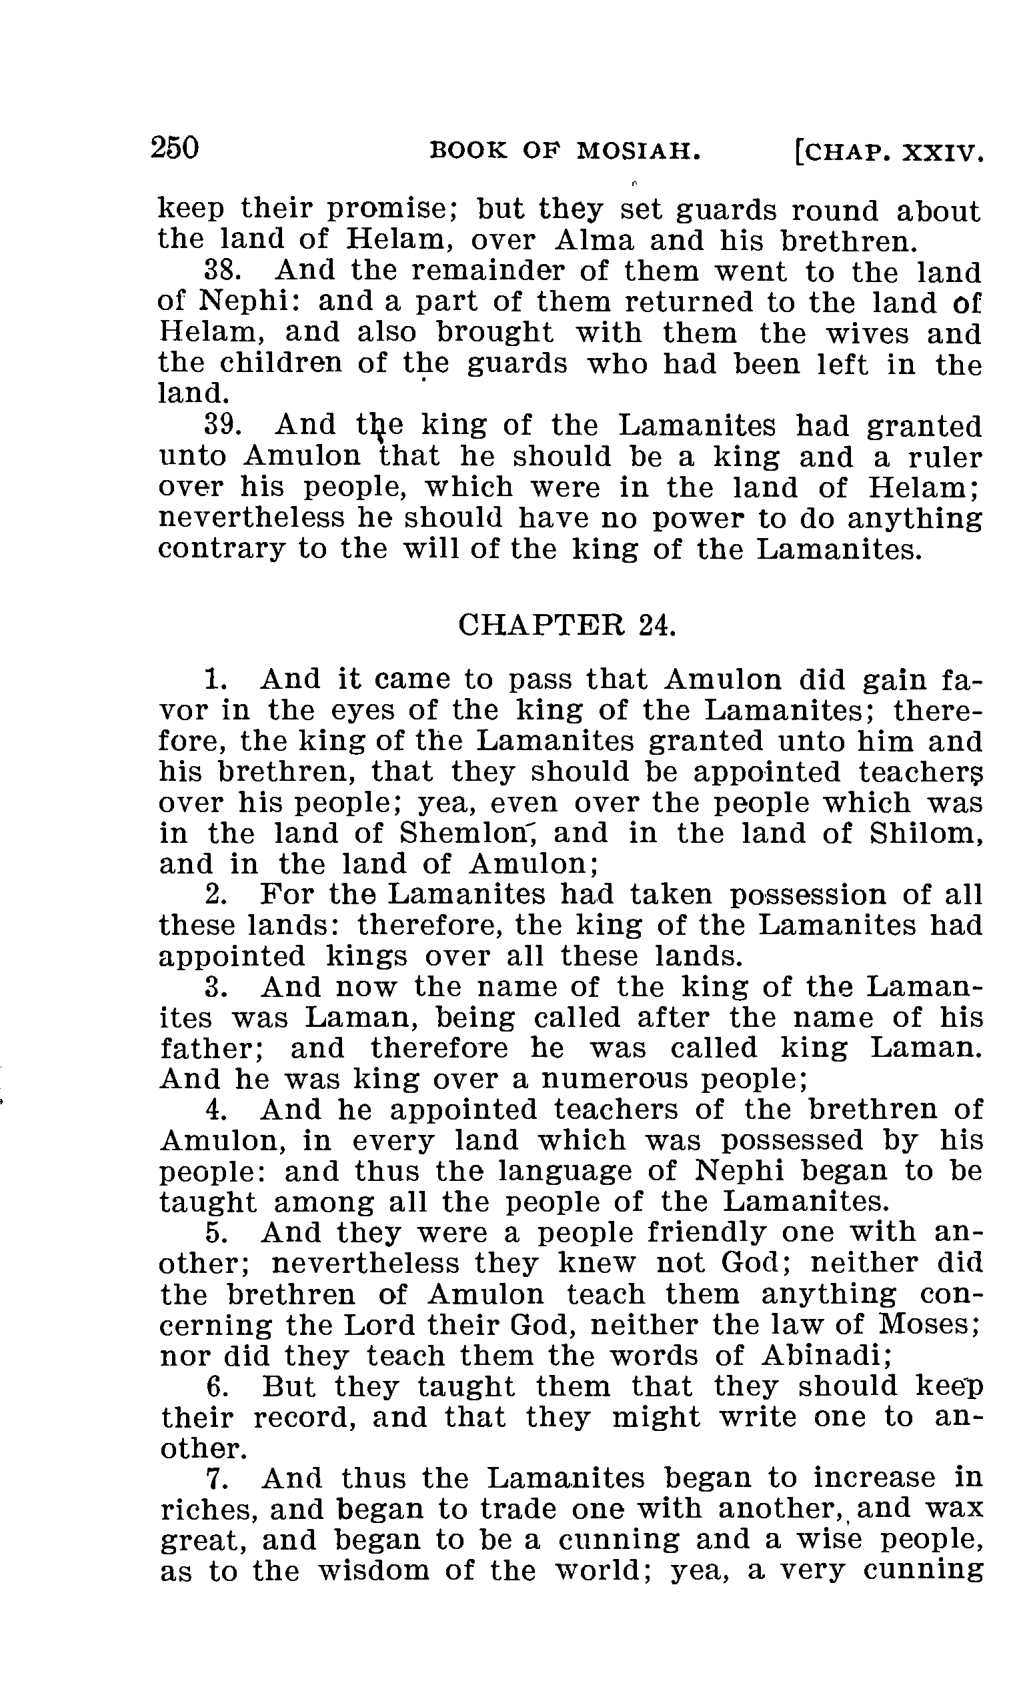 250 BOOK OF MOSIAH. [CHAP. XXIV.
keep their promise; but they set guards round about
the land of Helam, over Alma and his brethren.
38. And the remainder of them went to the land
of Nephi: and a part of them returned to the land of
Helam, and also brought with them the wives and
the children of the guards who had been left in the
land.
39. And the king of the Lamanites had granted
unto Amulon that he should be a king and a ruler
over his people, which were in the land of Helam;
nevertheless he should have no power to do anything
contrary to the will of the king of the Lamanites.
CHAPTER 24.
1. And it came to pass that Amulon did gain fa-
vor in the eyes of the king of the Lamanites; there-
fore, the king of the Lamanites granted unto him and
his brethren, that they should be appointed teachers
over his people; yea, even over the people which was
in the land of Shemlon, and in the land of Shilom,
and in the land of Amulon;
2. For the Lamanites had taken possession of all
these lands: therefore, the king of the Lamanites had
appointed kings over all these lands.
3. And now the name of the king of the Laman-
ites was Laman, being called after the name of his
father; and therefore he was called king Laman.
And he was king over a numerous people;
4. And he appointed teachers of the brethren of
Amulon, in every land which was possessed by his
people: and thus the language of Nephi began to be
taught among all the people of the Lamanites.
5. And they were a people friendly one with an-
other; nevertheless they knew not God; neither did
the brethren of Amulon teach them anything con-
cerning the Lord their God, neither the law of Moses;
nor did they teach them the words of Abinadi;
6. But they taught them that they should keep
their record, and that they might write one to an-
other.
7. And thus the Lamanites began to increase in
riches, and began to trade one with another, and wax
great, and began to be a cunning and a wise people,
as to the wisdom of the world; yea, a very cunning